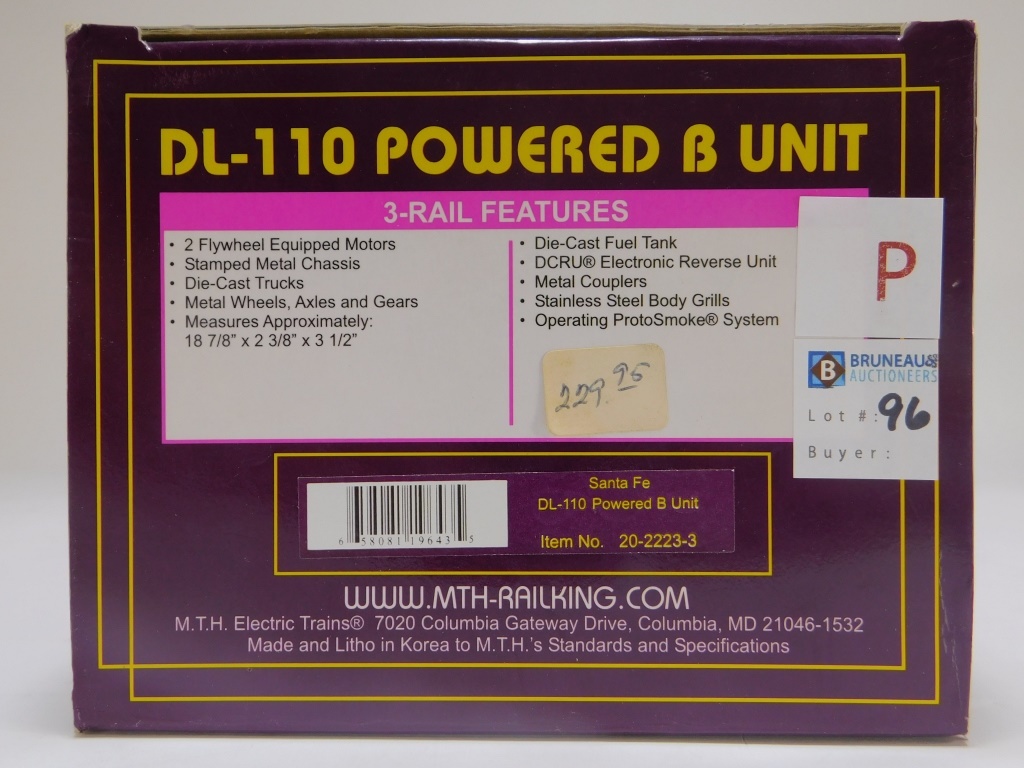 DL-110 POWERED B UNIT
3-RAIL FEATURES
• 2 Flywheel Equipped Motors
• Stamped Metal Chassis
• Die-Cast Trucks
• Metal Wheels, Axles and Gears
• Measures Approximately:
18 7/8" x 2 3/8" x 3 1/2"
• Die-Cast Fuel Tank
• DCRU® Electronic Reverse Unit
• Metal Couplers
• Stainless Steel Body Grills
• Operating ProtoSmoke® System
229.95
P
B BRUNEAU&
AUCTIONEERS
Lot #: 96
Buyer:
6 58081 19643 5
Santa Fe
DL-110 Powered B Unit
Item No. 20-2223-3
WWW.MTH-RAILKING.COM
M.T.H. Electric Trains® 7020 Columbia Gateway Drive, Columbia, MD 21046-1532
Made and Litho in Korea to M.T.H.'s Standards and Specifications